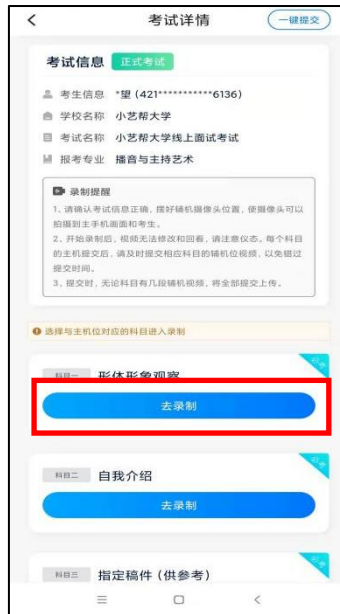 考试详情
一键提交
考试信息 正式考试
考生信息 *望 (421***********6136)
学校名称 小艺帮大学
考试名称 小艺帮大学线上面试考试
报考专业 播音与主持艺术
录制提醒
1、请确认考试信息正确，摆好辅机摄像头位置，使摄像头可以
拍摄到主手机画面和考生。
2、开始录制后，视频无法修改和回看，请注意仪态。每个科目
的主机提交后，请及时提交相应科目的辅机位视频，以免错过
提交时间。
3、提交时，无论科目有几段辅机视频，将全部提交上传。
选择与主机位对应的科目进入录制
科目一 形体形象观察
必考
去录制
科目二 自我介绍
必考
去录制
科目三 指定稿件（供参考）
必考